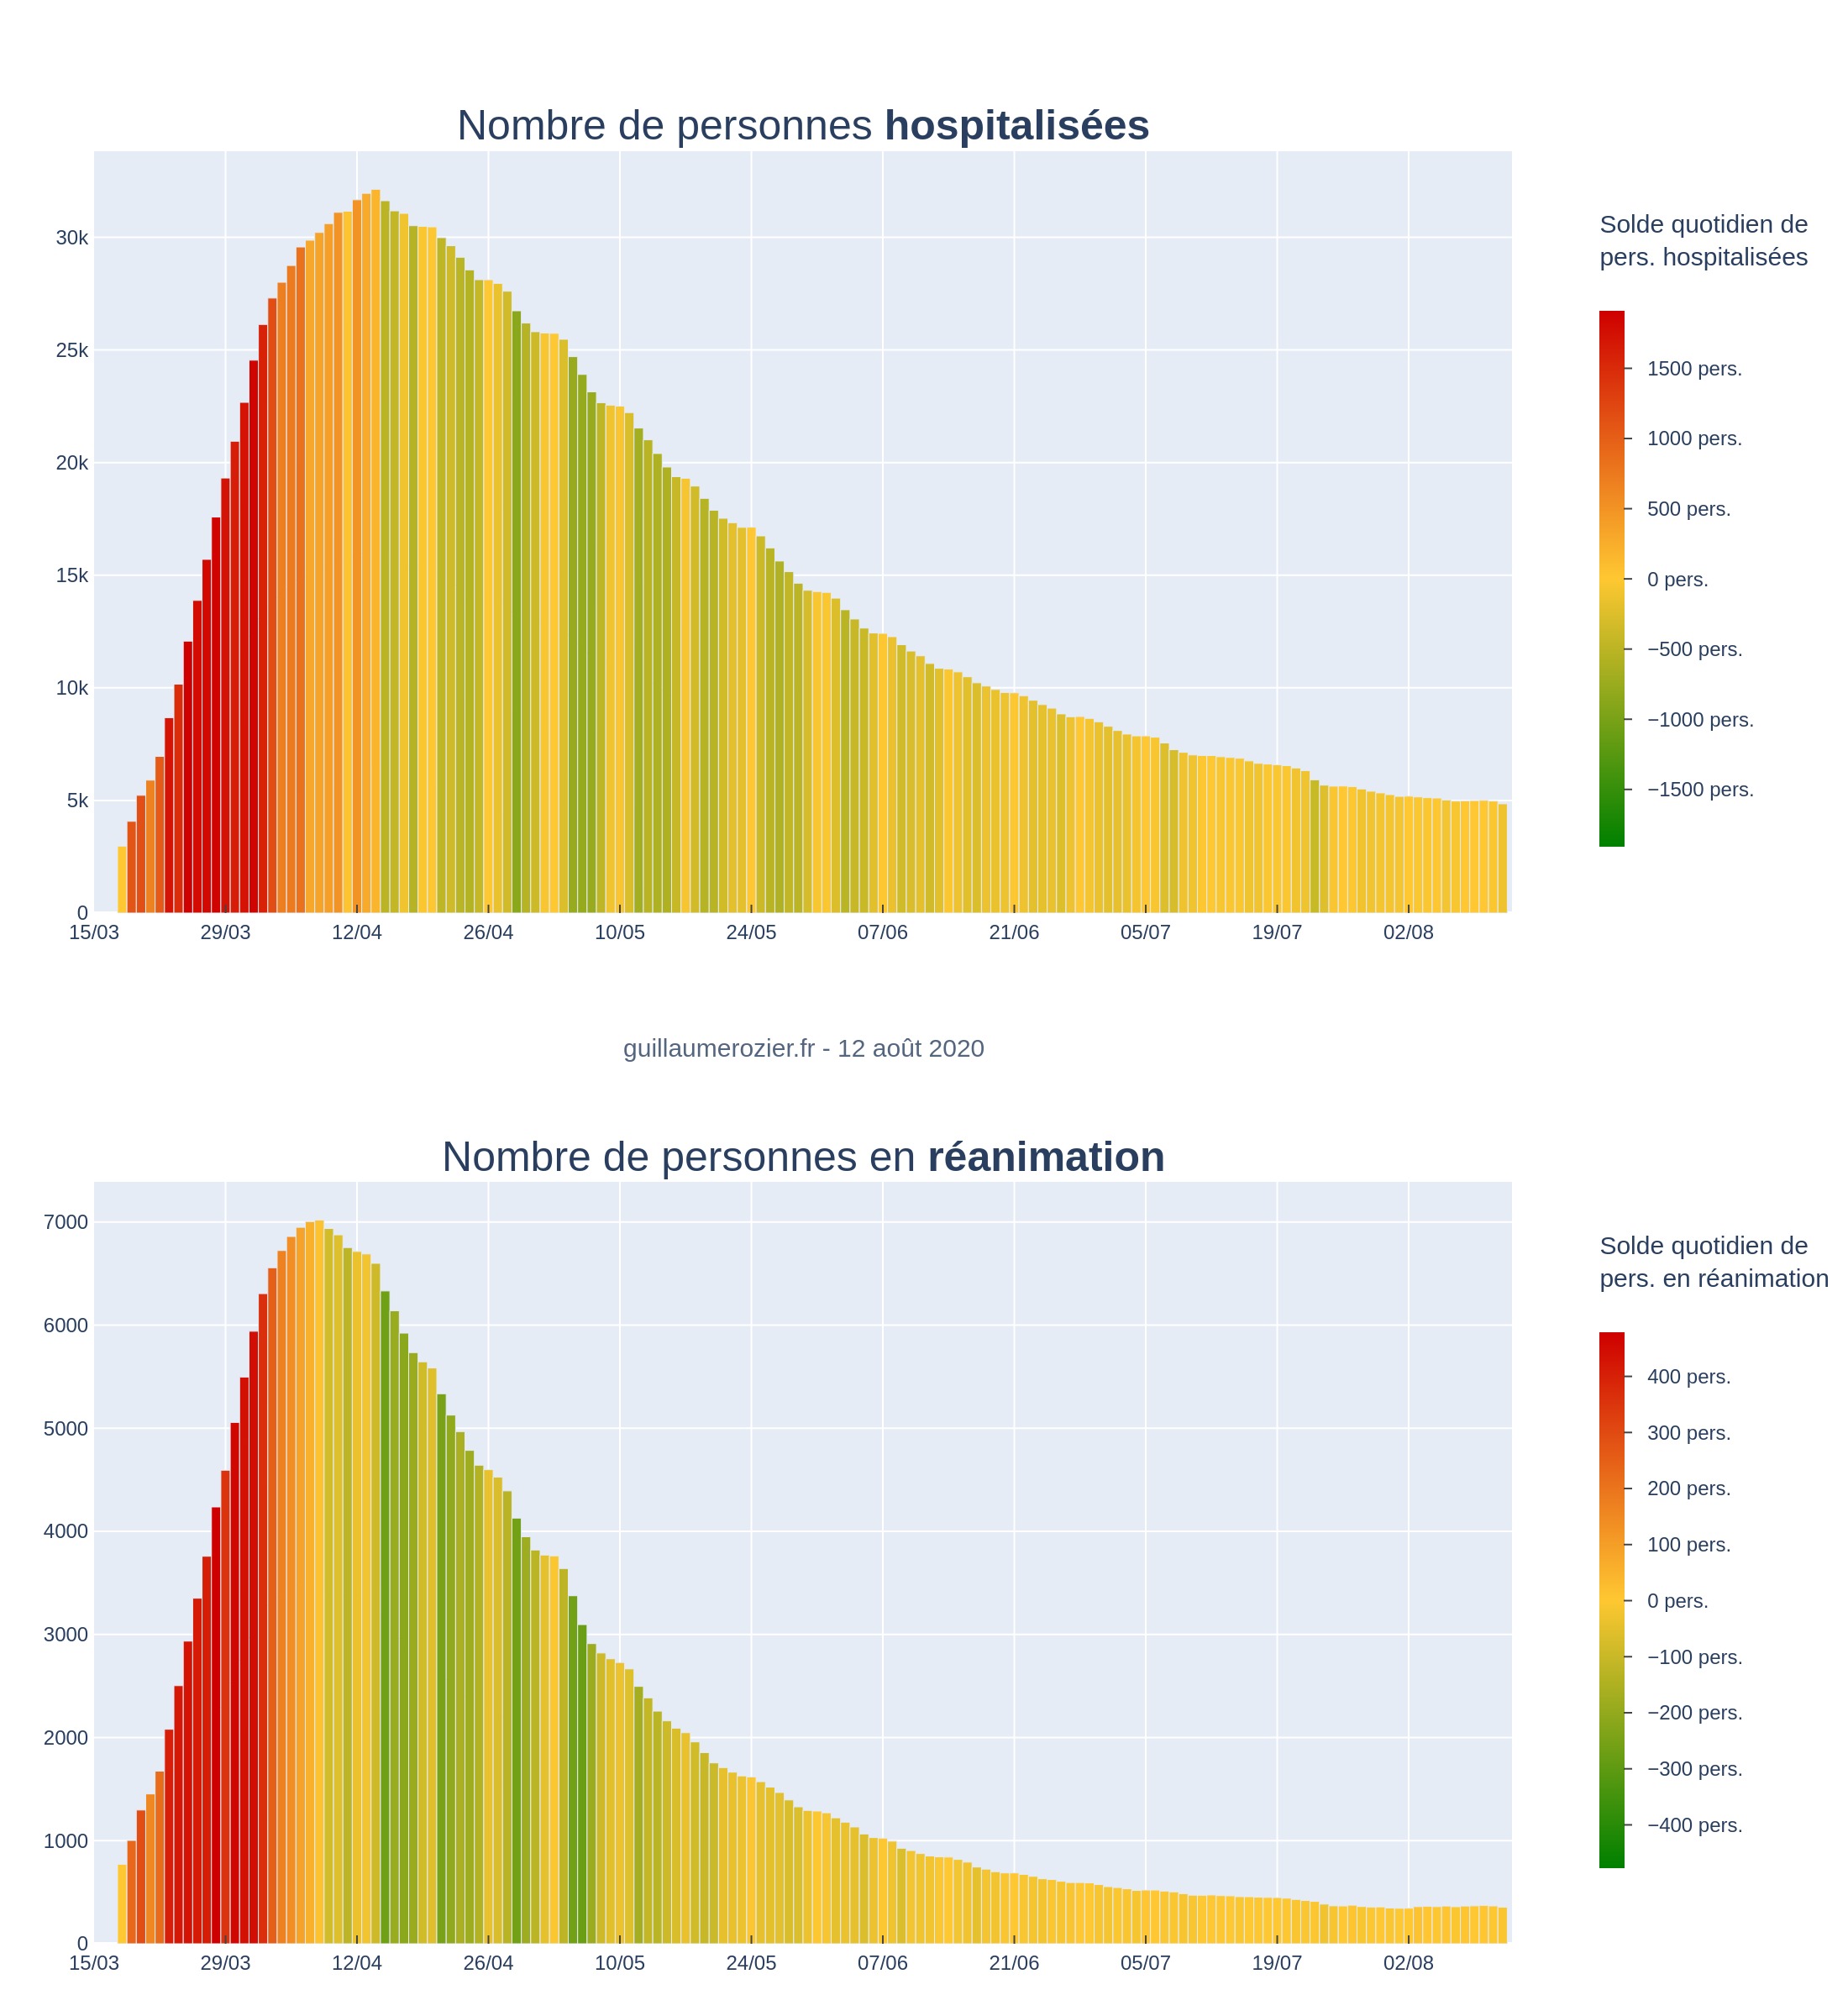 Nombre de personnes hospitalisées
30k
25k
20k
15k
10k
5k
0
15/03 29/03 12/04 26/04 10/05 24/05 07/06 21/06 05/07 19/07 02/08
Solde quotidien de
pers. hospitalisées
1500 pers.
1000 pers.
500 pers.
0 pers.
−500 pers.
−1000 pers.
−1500 pers.
guillaumerozier.fr - 12 août 2020
Nombre de personnes en réanimation
7000
6000
5000
4000
3000
2000
1000
0
15/03 29/03 12/04 26/04 10/05 24/05 07/06 21/06 05/07 19/07 02/08
Solde quotidien de
pers. en réanimation
400 pers.
300 pers.
200 pers.
100 pers.
0 pers.
−100 pers.
−200 pers.
−300 pers.
−400 pers.